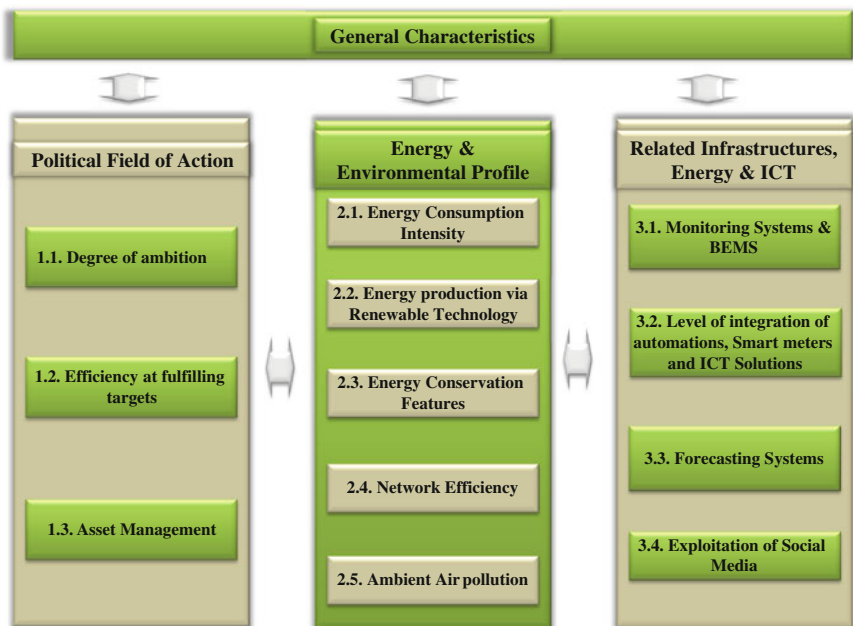 General Characteristics
Political Field of Action
1.1. Degree of ambition
1.2. Efficiency at fulfilling
targets
1.3. Asset Management
Energy &
Environmental Profile
2.1. Energy Consumption
Intensity
2.2. Energy production via
Renewable Technology
2.3. Energy Conservation
Features
2.4. Network Efficiency
2.5. Ambient Air pollution
Related Infrastructures,
Energy & ICT
3.1. Monitoring Systems &
BEMS
3.2. Level of integration of
automations, Smart meters
and ICT Solutions
3.3. Forecasting Systems
3.4. Exploitation of Social
Media